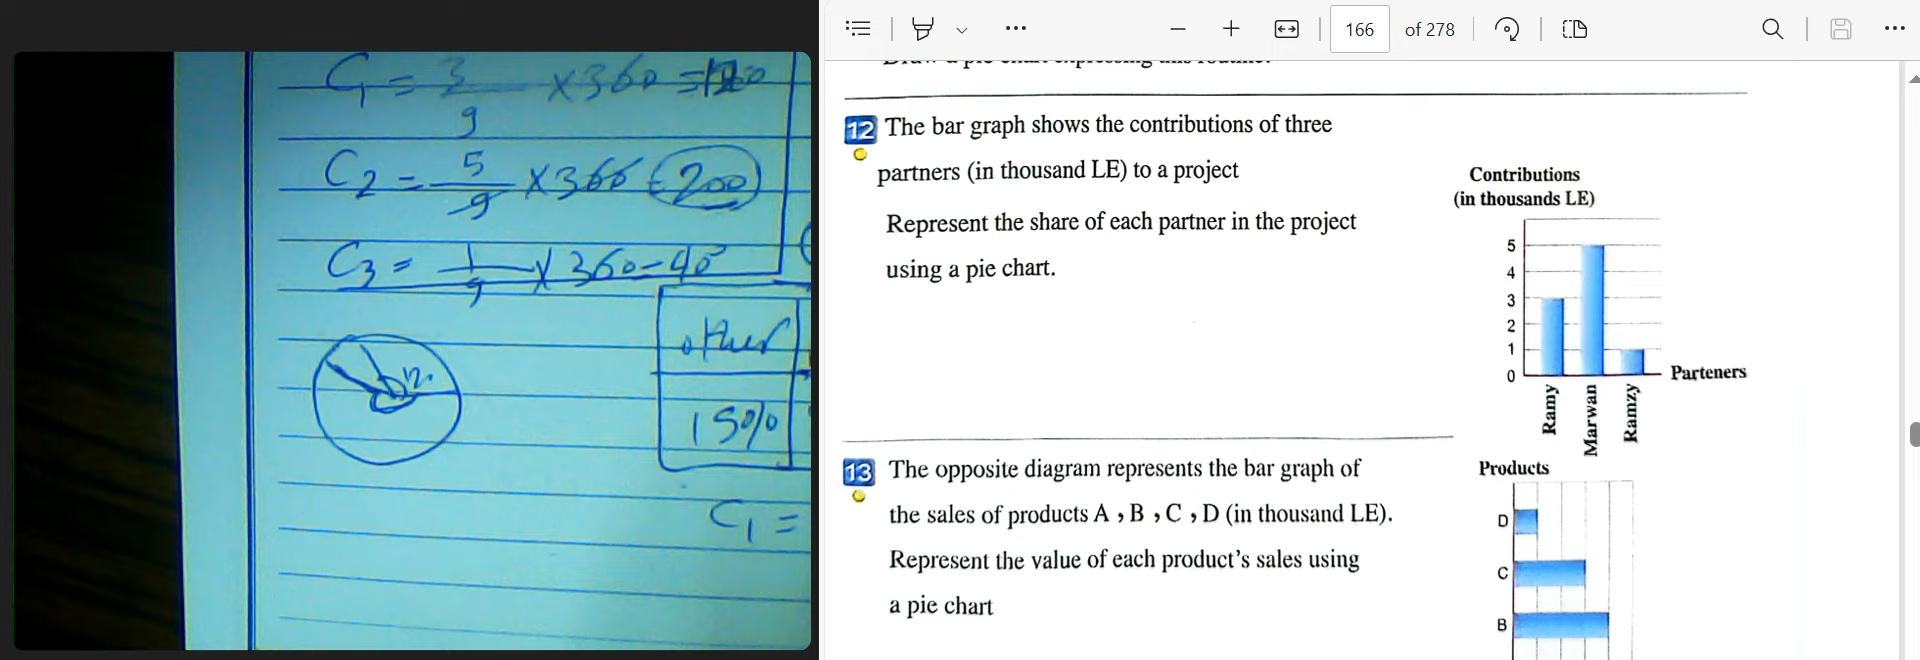 C1 = 3/9 × 360 = 120
C2 = 5/9 × 360 = 200
C3 = 1/9 × 360 = 40°
other
15%
12.
C1 =
166 of 278
12 The bar graph shows the contributions of three
partners (in thousand LE) to a project
Represent the share of each partner in the project
using a pie chart.
Contributions
(in thousands LE)
5
4
3
2
1
0
Parteners
Ramy
Marwan
Ramzy
13 The opposite diagram represents the bar graph of
the sales of products A , B , C , D (in thousand LE).
Represent the value of each product's sales using
a pie chart
Products
D
C
B